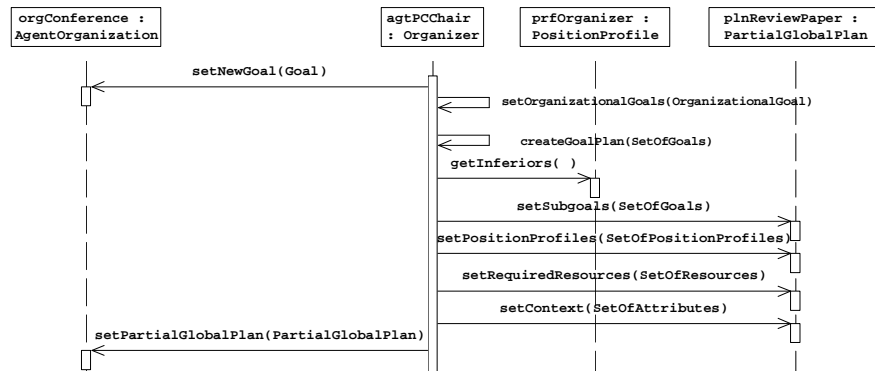 orgConference :
AgentOrganization
agtPCChair
: Organizer
prfOrganizer :
PositionProfile
plnReviewPaper :
PartialGlobalPlan
setNewGoal(Goal)
setOrganizationalGoals(OrganizationalGoal)
createGoalPlan(SetOfGoals)
getInferiors( )
setSubgoals(SetOfGoals)
setPositionProfiles(SetOfPositionProfiles)
setRequiredResources(SetOfResources)
setContext(SetOfAttributes)
setPartialGlobalPlan(PartialGlobalPlan)